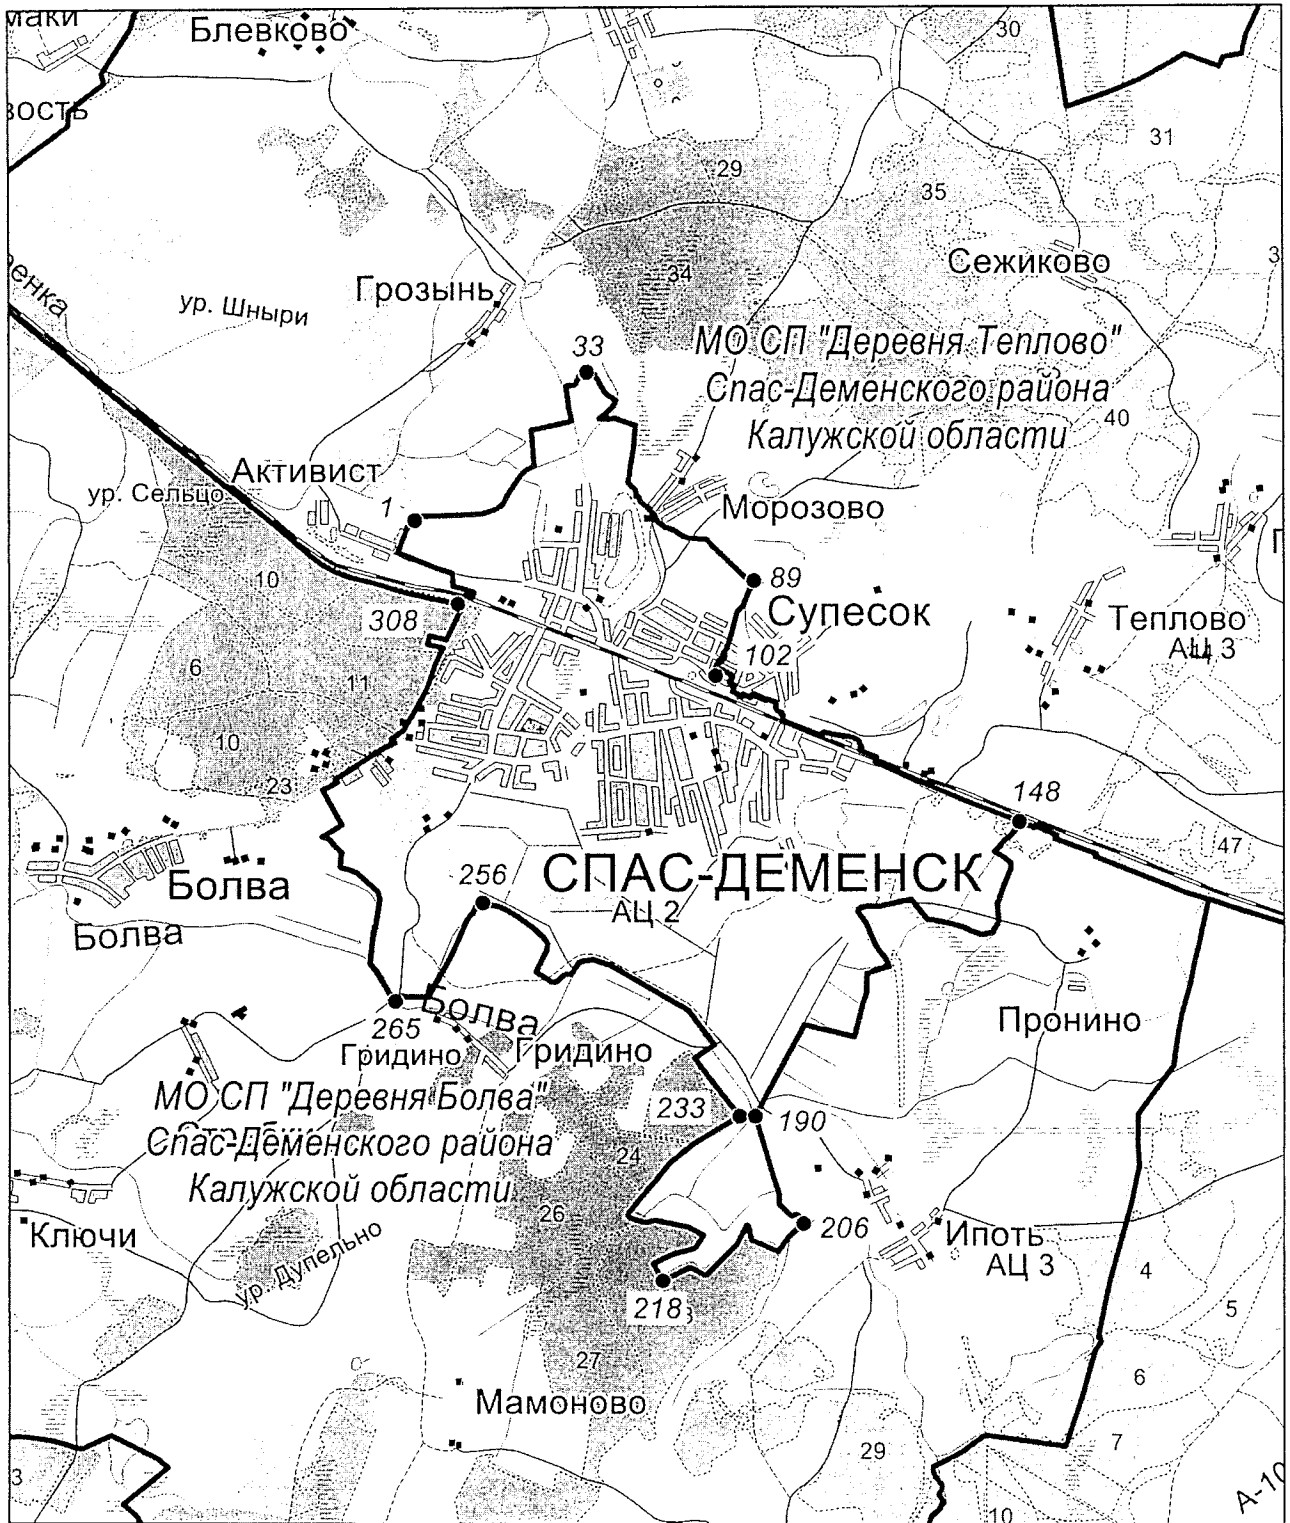 Блевково
30
31
вость
29
35
Сежиково
34
ур. Шныри
Грозынь
33
МО СП "Деревня Теплово"
Спас-Деменского района
Калужской области
40
Активист
ур. Сельцо
1
Морозово
10
89
308
Супесок
Теплово
АЦ 3
102
6
11
10
23
148
47
Болва
256
СПАС-ДЕМЕНСК
АЦ 2
Болва
265
Болва
Пронино
Гридино
Гридино
МО СП "Деревня Болва"
Спас-Деменского района
Калужской области
233
190
24
26
206
Ключи
Ипоть
АЦ 3
ур. Дупельно
4
218
5
27
6
Мамоново
29
7
3
10
А-10